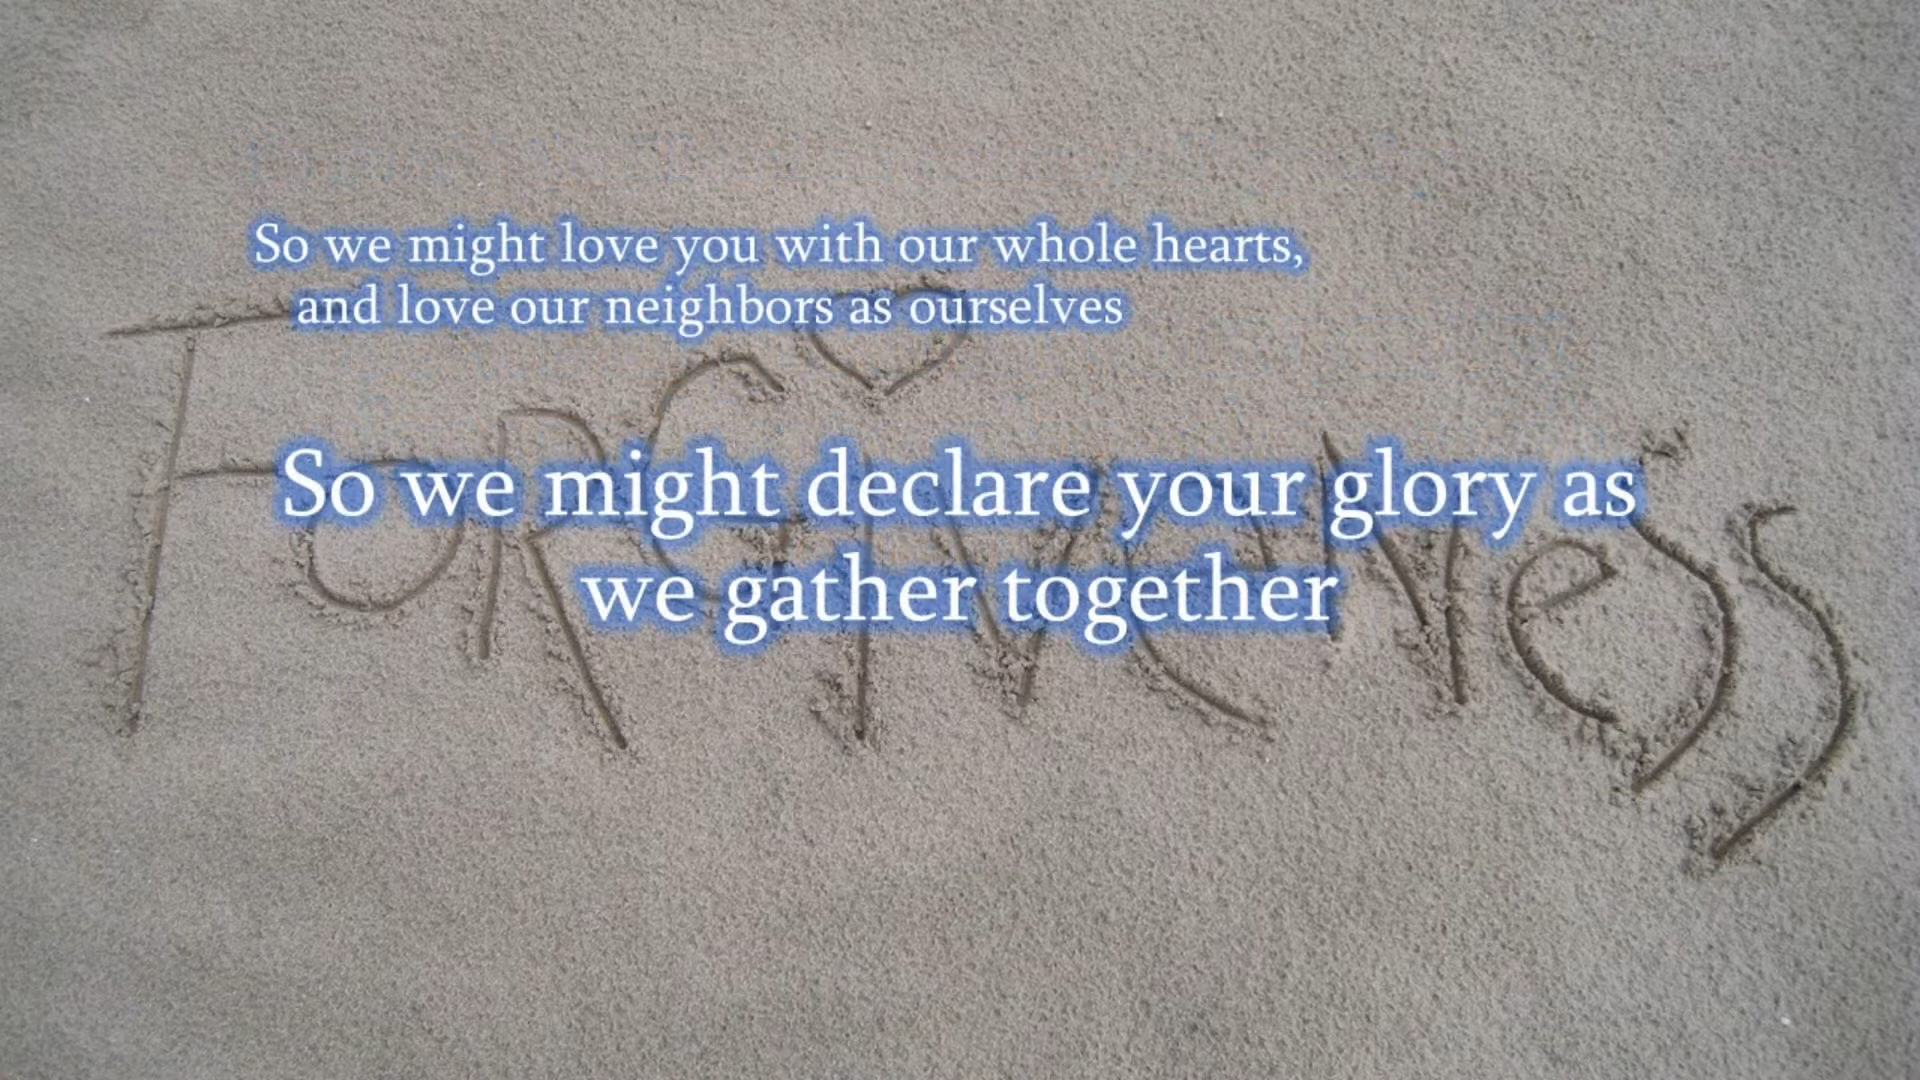 So we might love you with our whole hearts,
and love our neighbors as ourselves
So we might declare your glory as
we gather together
FORGIVENess